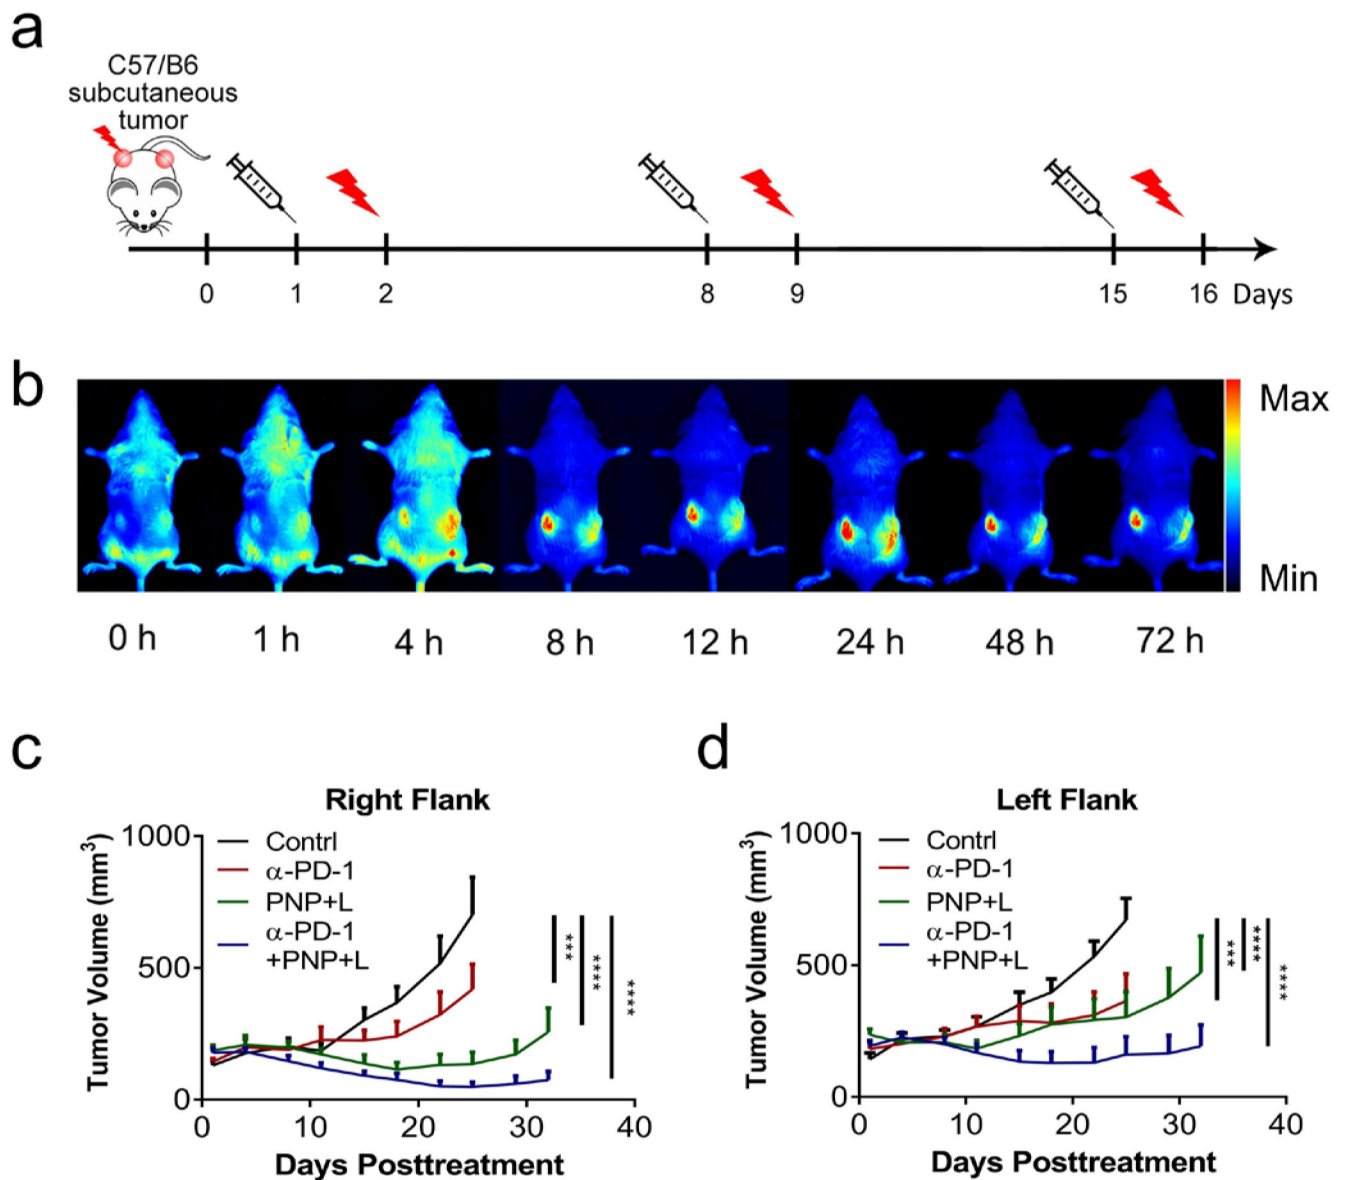 a
C57/B6
subcutaneous
tumor
0 1 2 8 9 15 16 Days
b
Max
Min
0 h 1 h 4 h 8 h 12 h 24 h 48 h 72 h
c
Right Flank
Tumor Volume (mm³)
1000
500
0
Contrl
α-PD-1
PNP+L
α-PD-1
+PNP+L
***
****
****
0 10 20 30 40
Days Posttreatment
d
Left Flank
Tumor Volume (mm³)
1000
500
0
Contrl
α-PD-1
PNP+L
α-PD-1
+PNP+L
***
****
****
0 10 20 30 40
Days Posttreatment